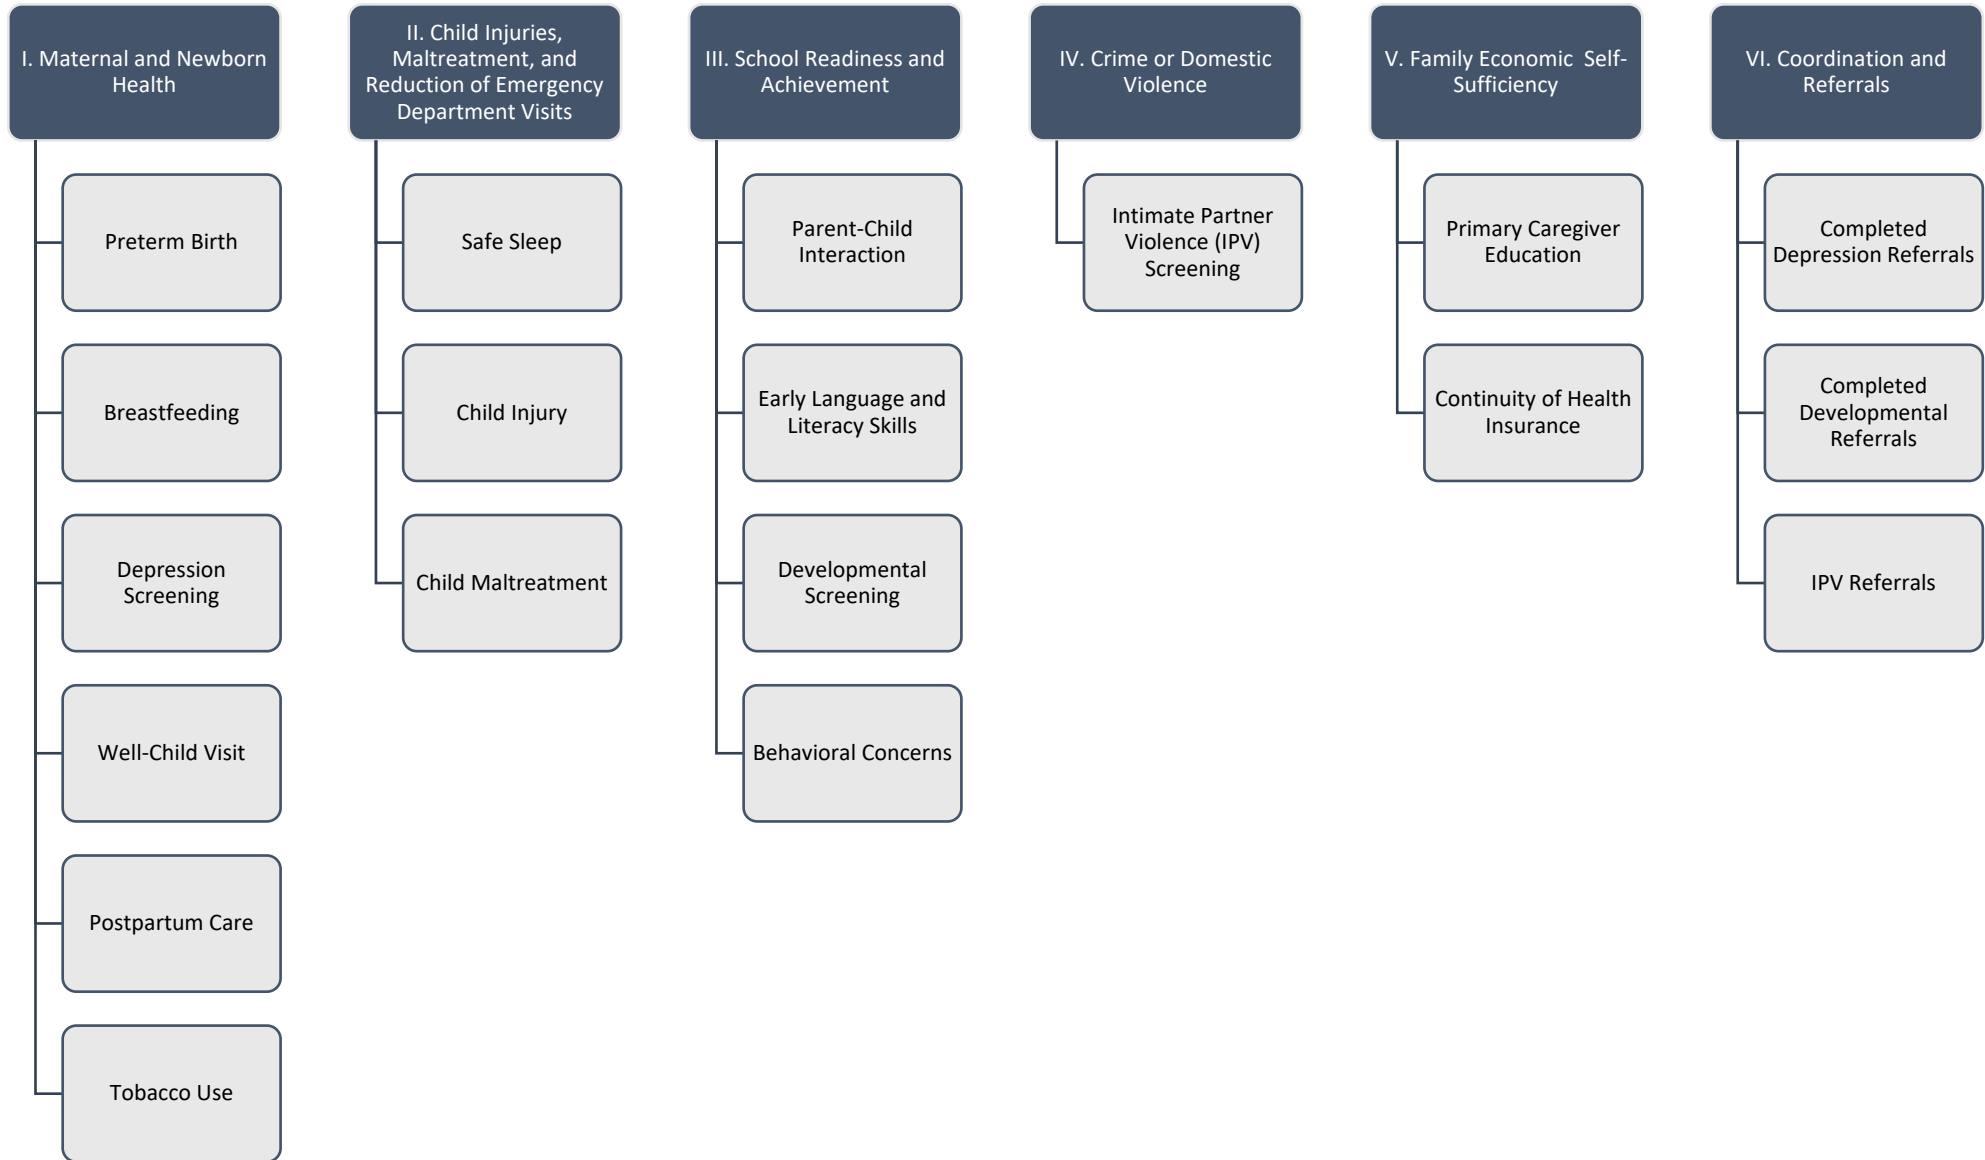 I. Maternal and Newborn
Health
Preterm Birth
Breastfeeding
Depression
Screening
Well-Child Visit
Postpartum Care
Tobacco Use
II. Child Injuries,
Maltreatment, and
Reduction of Emergency
Department Visits
Safe Sleep
Child Injury
Child Maltreatment
III. School Readiness and
Achievement
Parent-Child
Interaction
Early Language and
Literacy Skills
Developmental
Screening
Behavioral Concerns
IV. Crime or Domestic
Violence
Intimate Partner
Violence (IPV)
Screening
V. Family Economic  Self-
Sufficiency
Primary Caregiver
Education
Continuity of Health
Insurance
VI. Coordination and
Referrals
Completed
Depression Referrals
Completed
Developmental
Referrals
IPV Referrals